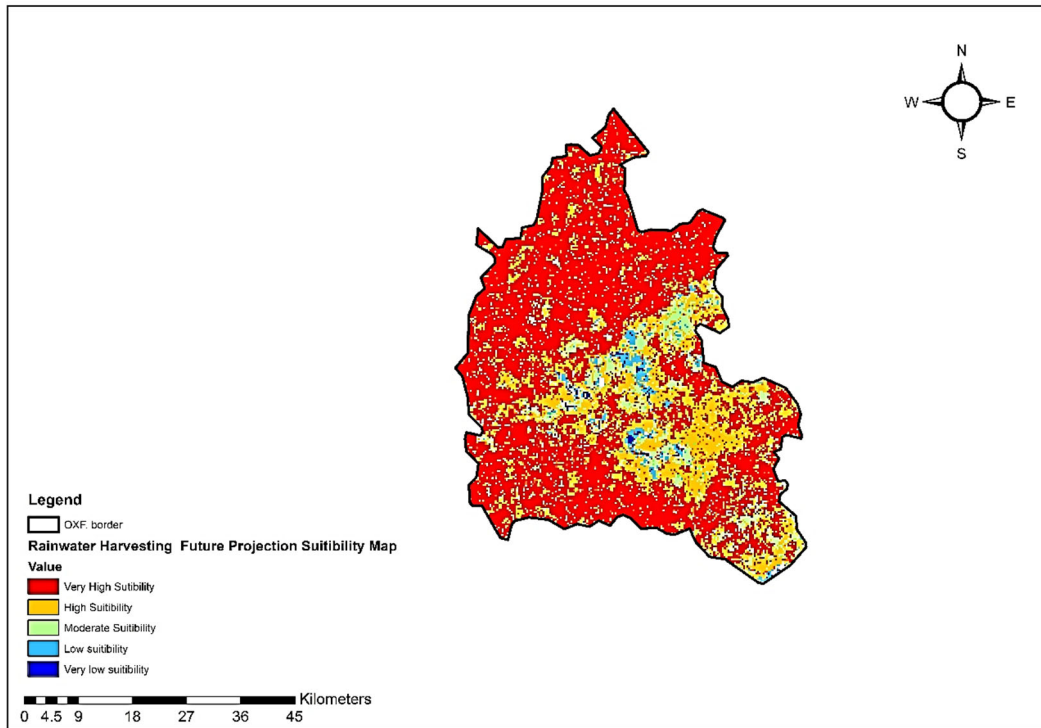 N
W E
S
Legend
OXF. border
Rainwater Harvesting Future Projection Suitibility Map
Value
Very High Sutibility
High Suitibility
Moderate Suitibility
Low suitibility
Very low suitibility
Kilometers
0 4.5 9 18 27 36 45